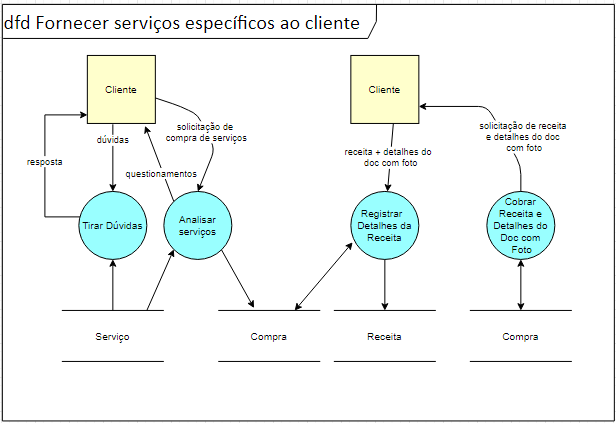 dfd Fornecer serviços específicos ao cliente
Cliente
Cliente
solicitação de
compra de serviços
dúvidas
solicitação de receita
e detalhes do doc
com foto
receita + detalhes do
doc com foto
resposta
questionamentos
Tirar Dúvidas
Analisar
serviços
Registrar
Detalhes da
Receita
Cobrar
Receita e
Detalhes do
Doc com
Foto
Serviço
Compra
Receita
Compra